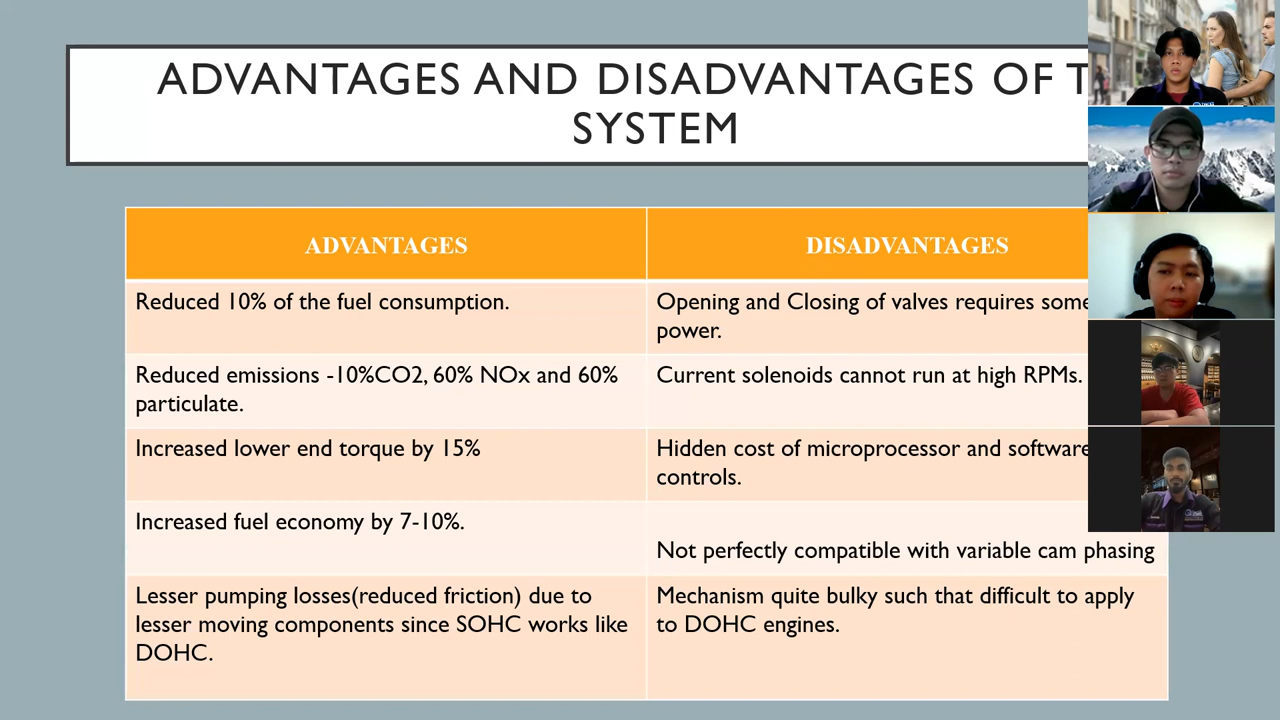 ADVANTAGES AND DISADVANTAGES OF
SYSTEM
ADVANTAGES
DISADVANTAGES
Reduced 10% of the fuel consumption.
Opening and Closing of valves requires some
power.
Reduced emissions -10%CO2, 60% NOx and 60%
particulate.
Current solenoids cannot run at high RPMs.
Increased lower end torque by 15%
Hidden cost of microprocessor and software
controls.
Increased fuel economy by 7-10%.
Not perfectly compatible with variable cam phasing
Lesser pumping losses(reduced friction) due to
lesser moving components since SOHC works like
DOHC.
Mechanism quite bulky such that difficult to apply
to DOHC engines.